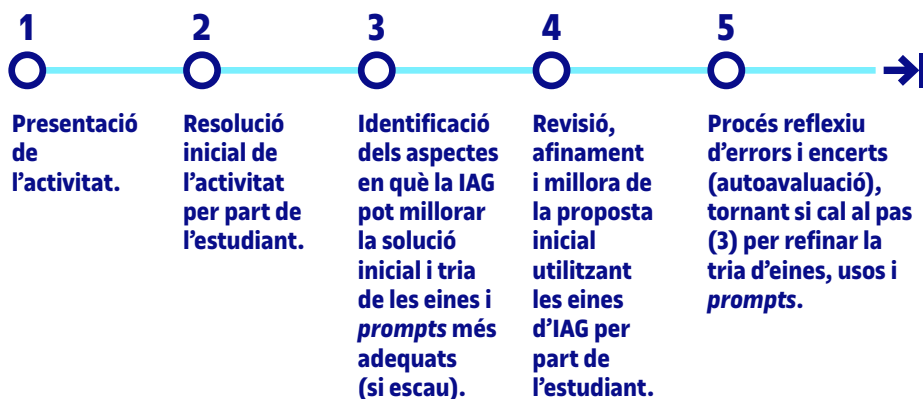 1
Presentació
de
l’activitat.
2
Resolució
inicial de
l’activitat
per part de
l’estudiant.
3
Identificació
dels aspectes
en què la IAG
pot millorar
la solució
inicial i tria
de les eines i
prompts més
adequats
(si escau).
4
Revisió,
afinament
i millora de
la proposta
inicial
utilitzant
les eines
d’IAG per
part de
l’estudiant.
5
Procés reflexiu
d’errors i encerts
(autoavaluació),
tornant si cal al pas
(3) per refinar la
tria d’eines, usos i
prompts.